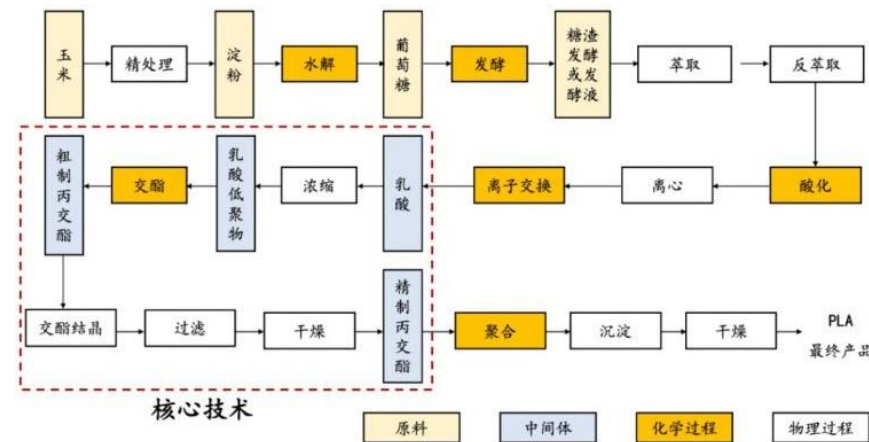 玉米
精处理
淀粉
水解
葡萄糖
发酵
糖渣发酵或发酵液
萃取
反萃取
粗制丙交酯
交酯
乳酸低聚物
浓缩
乳酸
离子交换
离心
酸化
交酯结晶
过滤
干燥
精制丙交酯
聚合
沉淀
干燥
PLA
最终产品
核心技术
原料
中间体
化学过程
物理过程